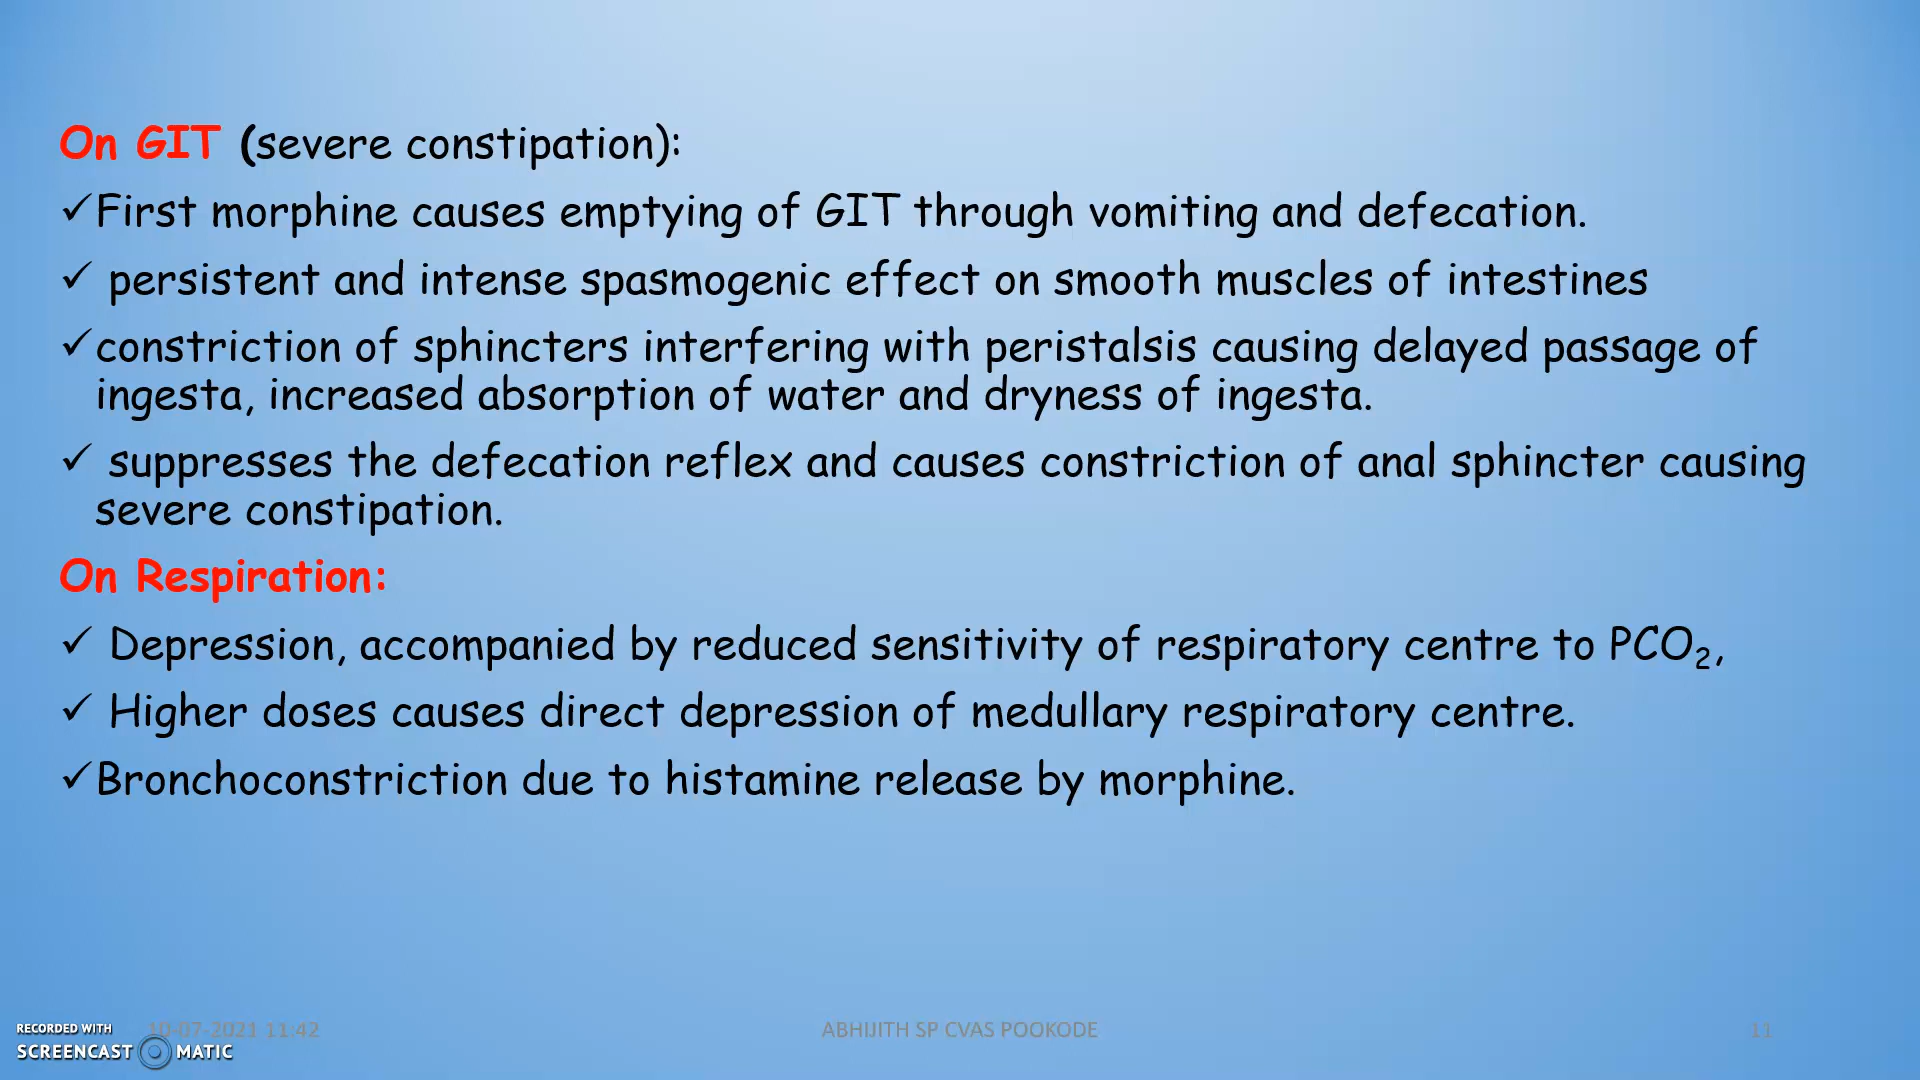 On GIT (severe constipation):
✓First morphine causes emptying of GIT through vomiting and defecation.
✓ persistent and intense spasmogenic effect on smooth muscles of intestines
✓constriction of sphincters interfering with peristalsis causing delayed passage of
ingesta, increased absorption of water and dryness of ingesta.
✓ suppresses the defecation reflex and causes constriction of anal sphincter causing
severe constipation.
On Respiration:
✓ Depression, accompanied by reduced sensitivity of respiratory centre to PCO₂,
✓ Higher doses causes direct depression of medullary respiratory centre.
✓Bronchoconstriction due to histamine release by morphine.
RECORDED WITH
SCREENCAST MATIC
10-07-2021 11:42
ABHIJITH SP CVAS POOKODE
11